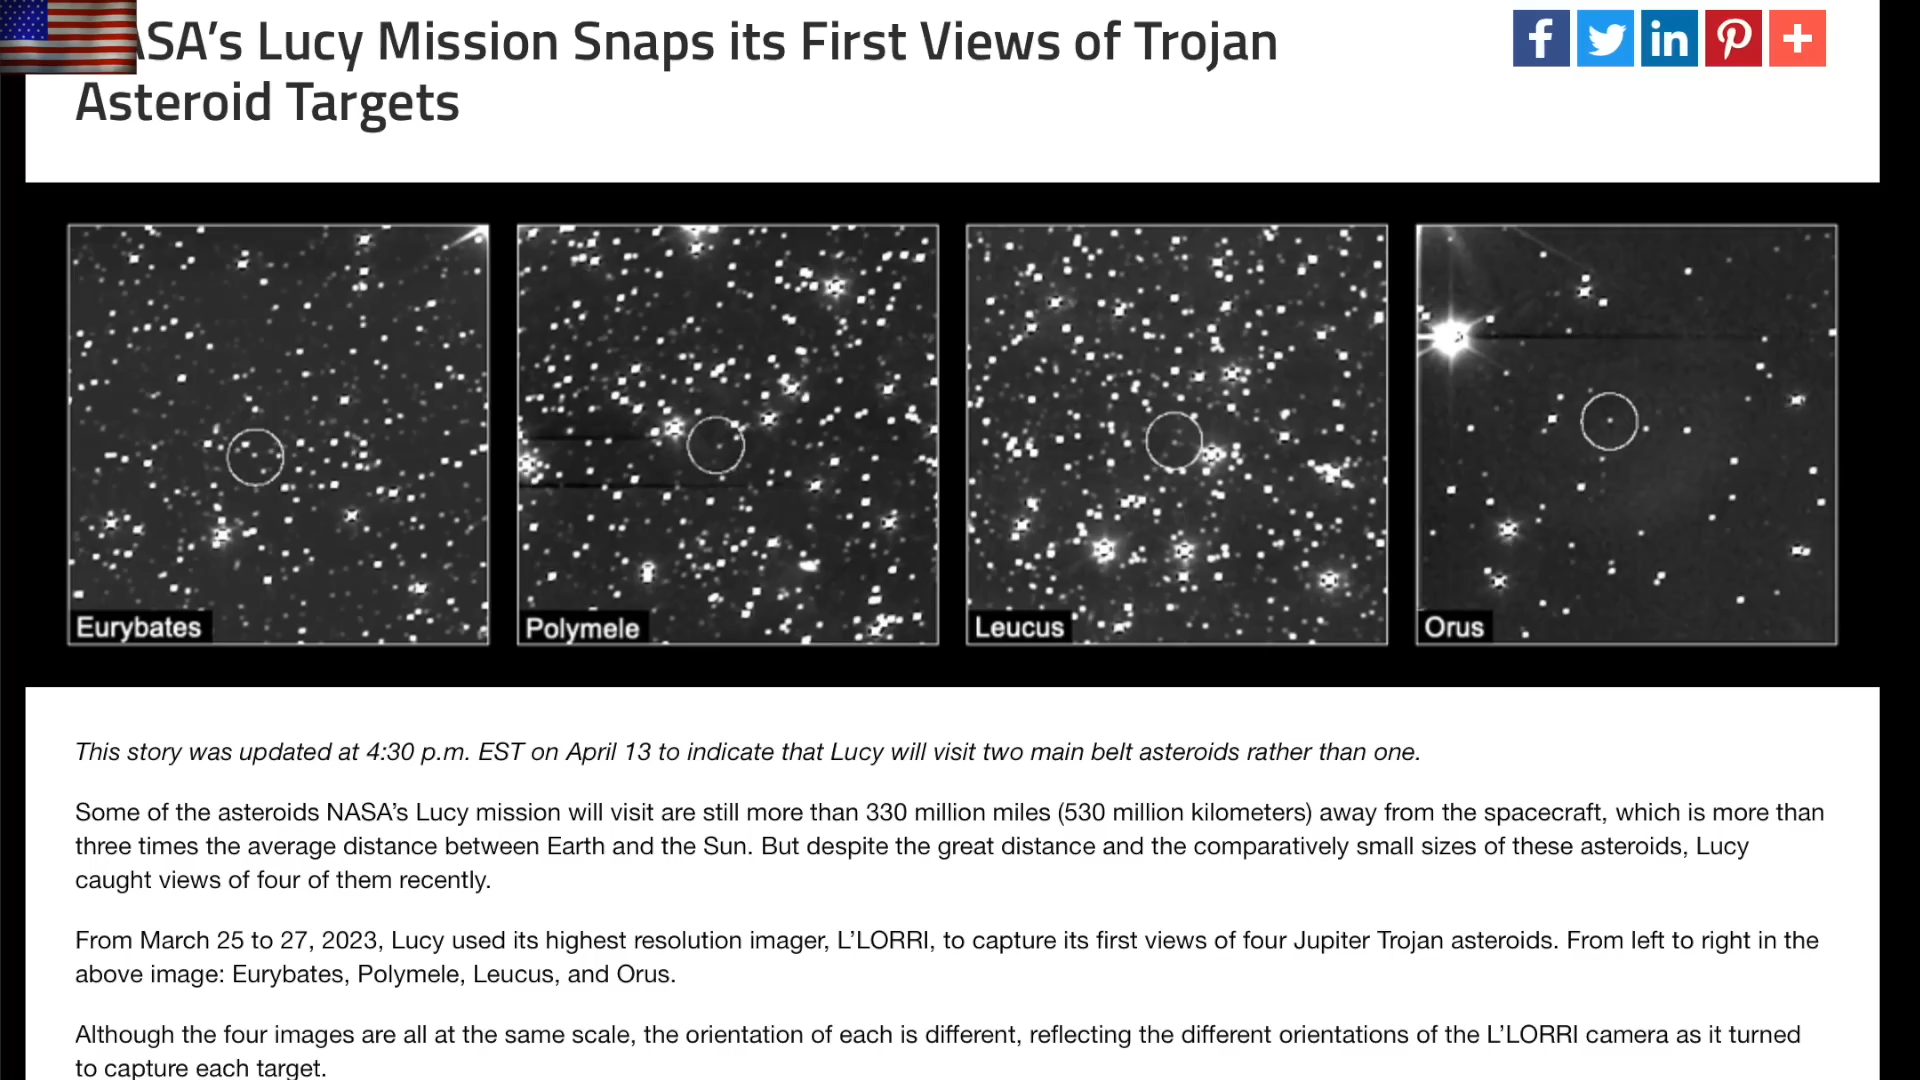 ASA’s Lucy Mission Snaps its First Views of Trojan
Asteroid Targets
Eurybates
Polymele
Leucus
Orus
This story was updated at 4:30 p.m. EST on April 13 to indicate that Lucy will visit two main belt asteroids rather than one.
Some of the asteroids NASA’s Lucy mission will visit are still more than 330 million miles (530 million kilometers) away from the spacecraft, which is more than
three times the average distance between Earth and the Sun. But despite the great distance and the comparatively small sizes of these asteroids, Lucy
caught views of four of them recently.
From March 25 to 27, 2023, Lucy used its highest resolution imager, L’LORRI, to capture its first views of four Jupiter Trojan asteroids. From left to right in the
above image: Eurybates, Polymele, Leucus, and Orus.
Although the four images are all at the same scale, the orientation of each is different, reflecting the different orientations of the L’LORRI camera as it turned
to capture each target.